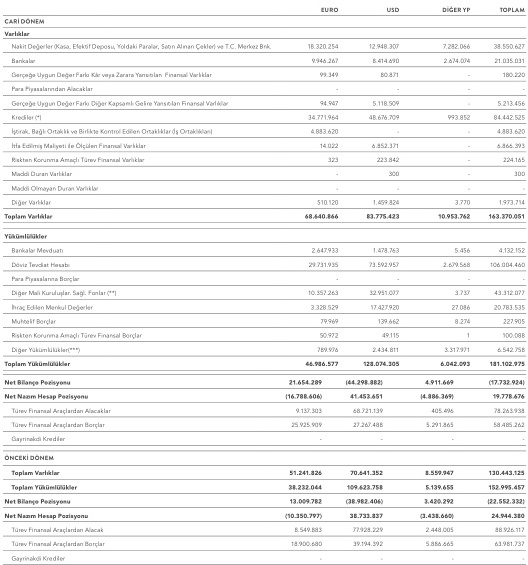 EURO USD DİĞER YP TOPLAM
CARİ DÖNEM
Varlıklar
Nakit Değerler (Kasa, Efektif Deposu, Yoldaki Paralar, Satın Alınan Çekler) ve T.C. Merkez Bnk. 18.320.254 12.948.307 7.282.066 38.550.627
Bankalar 9.946.267 8.414.690 2.674.074 21.035.031
Gerçeğe Uygun Değer Farkı Kâr veya Zarara Yansıtılan Finansal Varlıklar 99.349 80.871 - 180.220
Para Piyasalarından Alacaklar - - - -
Gerçeğe Uygun Değer Farkı Diğer Kapsamlı Gelire Yansıtılan Finansal Varlıklar 94.947 5.118.509 - 5.213.456
Krediler (*) 34.771.964 48.676.709 993.852 84.442.525
İştirak, Bağlı Ortaklık ve Birlikte Kontrol Edilen Ortaklıklar (İş Ortaklıkları) 4.883.620 - - 4.883.620
İtfa Edilmiş Maliyeti ile Ölçülen Finansal Varlıklar 14.022 6.852.371 - 6.866.393
Riskten Korunma Amaçlı Türev Finansal Varlıklar 323 223.842 - 224.165
Maddi Duran Varlıklar - 300 - 300
Maddi Olmayan Duran Varlıklar - - - -
Diğer Varlıklar 510.120 1.459.824 3.770 1.973.714
Toplam Varlıklar 68.640.866 83.775.423 10.953.762 163.370.051
Yükümlülükler
Bankalar Mevduatı 2.647.933 1.478.763 5.456 4.132.152
Döviz Tevdiat Hesabı 29.731.935 73.592.957 2.679.568 106.004.460
Para Piyasalarına Borçlar - - - -
Diğer Mali Kuruluşlar. Sağl. Fonlar (**) 10.357.263 32.951.077 3.737 43.312.077
İhraç Edilen Menkul Değerler 3.328.529 17.427.920 27.086 20.783.535
Muhtelif Borçlar 79.969 139.662 8.274 227.905
Riskten Korunma Amaçlı Türev Finansal Borçlar 50.972 49.115 1 100.088
Diğer Yükümlülükler(***) 789.976 2.434.811 3.317.971 6.542.758
Toplam Yükümlülükler 46.986.577 128.074.305 6.042.093 181.102.975
Net Bilanço Pozisyonu 21.654.289 (44.298.882) 4.911.669 (17.732.924)
Net Nazım Hesap Pozisyonu (16.788.606) 41.453.651 (4.886.369) 19.778.676
Türev Finansal Araçlardan Alacaklar 9.137.303 68.721.139 405.496 78.263.938
Türev Finansal Araçlardan Borçlar 25.925.909 27.267.488 5.291.865 58.485.262
Gayrinakdi Krediler - - - -
ÖNCEKİ DÖNEM
Toplam Varlıklar 51.241.826 70.641.352 8.559.947 130.443.125
Toplam Yükümlülükler 38.232.044 109.623.758 5.139.655 152.995.457
Net Bilanço Pozisyonu 13.009.782 (38.982.406) 3.420.292 (22.552.332)
Net Nazım Hesap Pozisyonu (10.350.797) 38.733.837 (3.438.660) 24.944.380
Türev Finansal Araçlardan Alacak 8.549.883 77.928.229 2.448.005 88.926.117
Türev Finansal Araçlardan Borçlar 18.900.680 39.194.392 5.886.665 63.981.737
Gayrinakdi Krediler - - - -